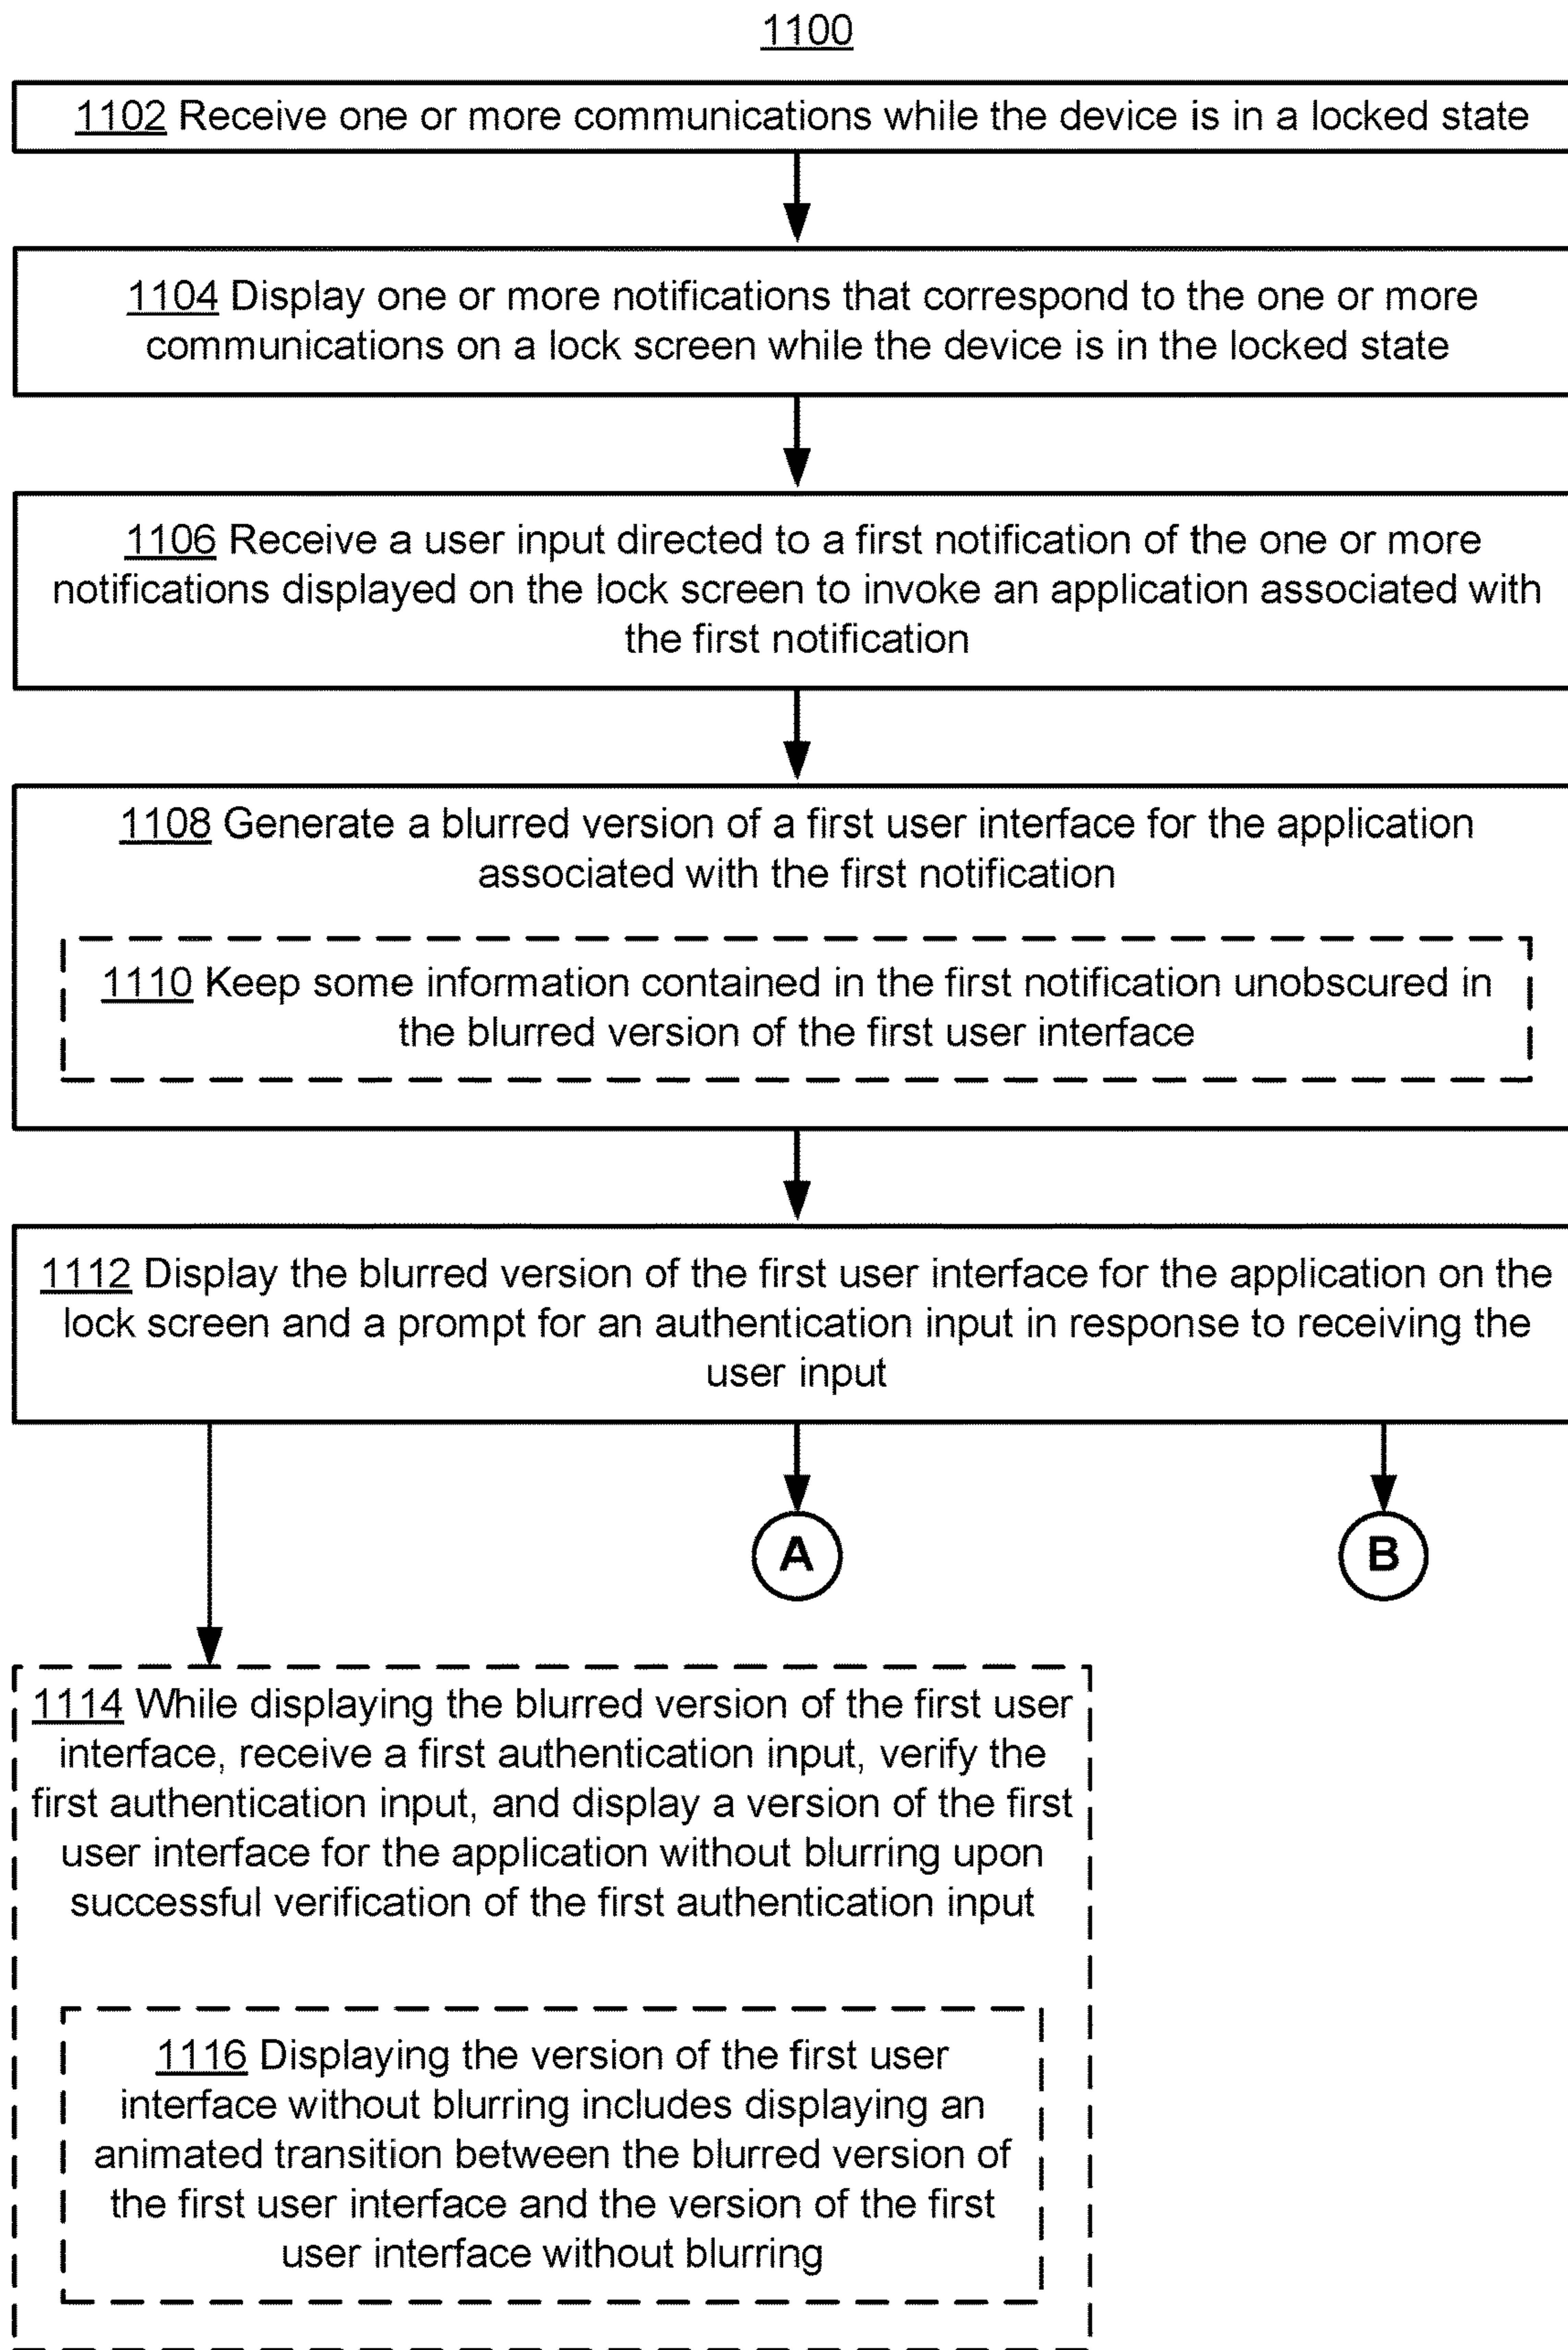 1100
1102 Receive one or more communications while the device is in a locked state
1104 Display one or more notifications that correspond to the one or more
communications on a lock screen while the device is in the locked state
1106 Receive a user input directed to a first notification of the one or more
notifications displayed on the lock screen to invoke an application associated with
the first notification
1108 Generate a blurred version of a first user interface for the application
associated with the first notification
1110 Keep some information contained in the first notification unobscured in
the blurred version of the first user interface
1112 Display the blurred version of the first user interface for the application on the
lock screen and a prompt for an authentication input in response to receiving the
user input
A
B
1114 While displaying the blurred version of the first user
interface, receive a first authentication input, verify the
first authentication input, and display a version of the first
user interface for the application without blurring upon
successful verification of the first authentication input
1116 Displaying the version of the first user
interface without blurring includes displaying an
animated transition between the blurred version of
the first user interface and the version of the first
user interface without blurring